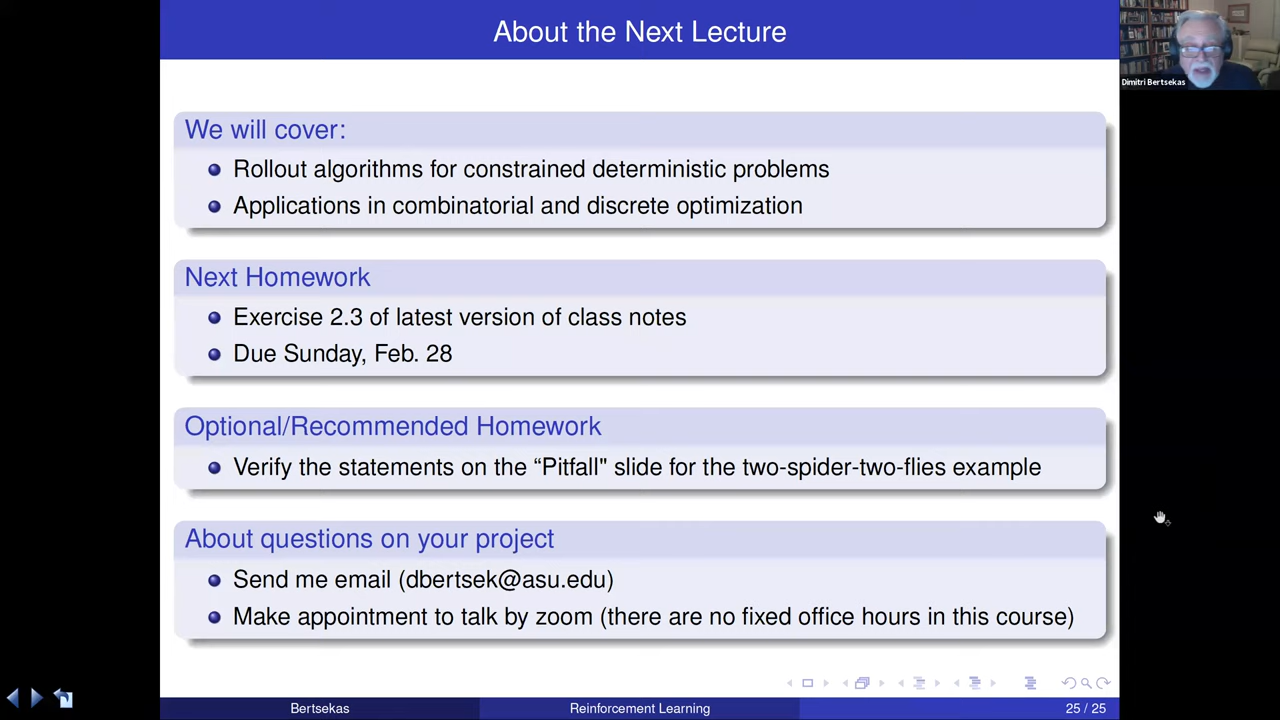 About the Next Lecture
Dimitri Bertsekas
We will cover:
Rollout algorithms for constrained deterministic problems
Applications in combinatorial and discrete optimization
Next Homework
Exercise 2.3 of latest version of class notes
Due Sunday, Feb. 28
Optional/Recommended Homework
Verify the statements on the “Pitfall" slide for the two-spider-two-flies example
About questions on your project
Send me email (dbertsek@asu.edu)
Make appointment to talk by zoom (there are no fixed office hours in this course)
Bertsekas
Reinforcement Learning
25 / 25